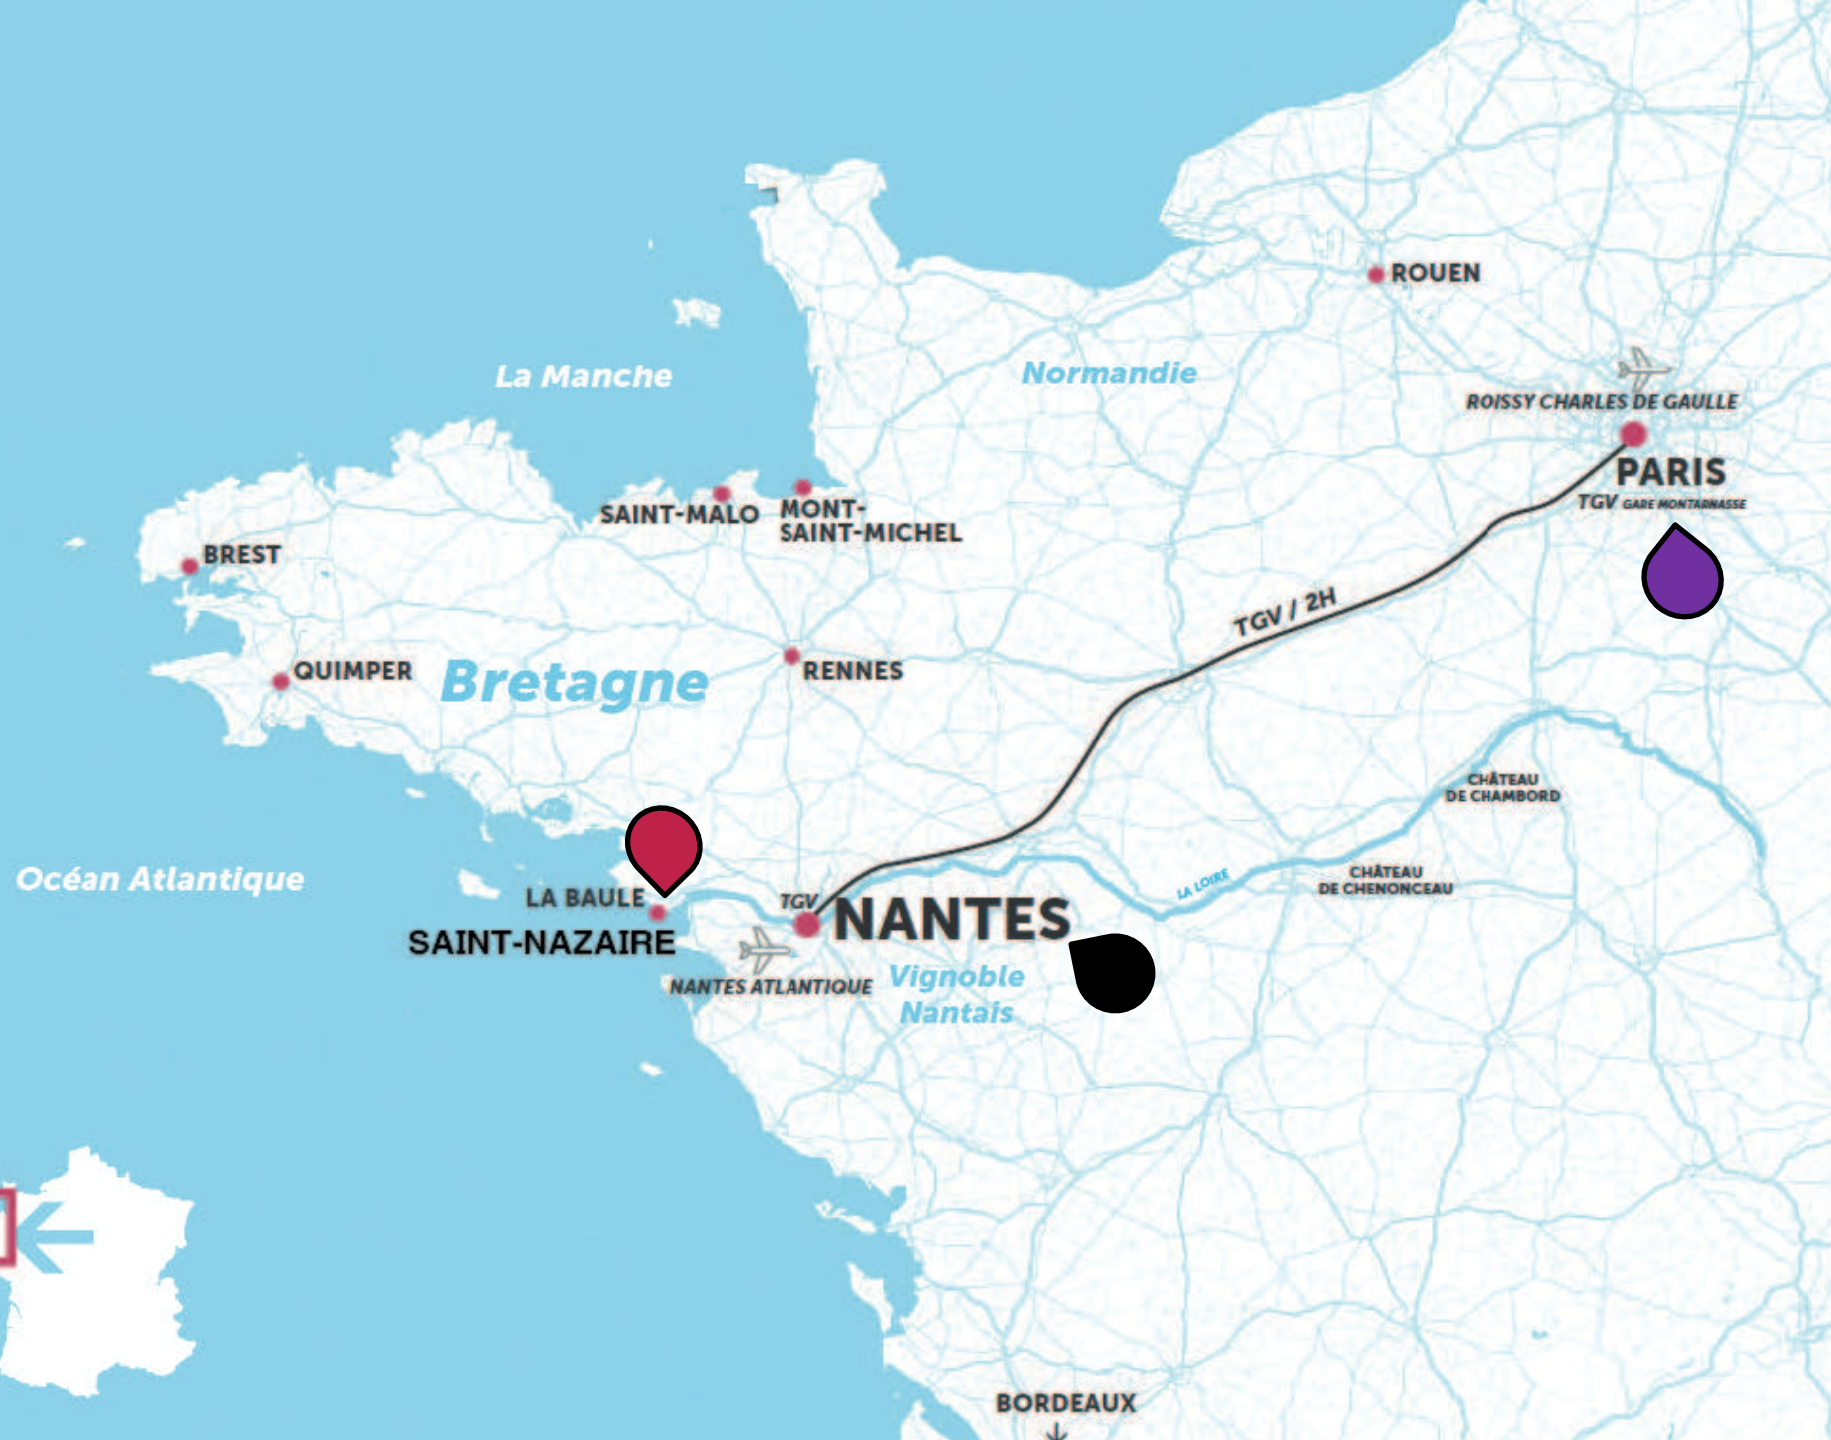 ROUEN
La Manche
Normandie
ROISSY CHARLES DE GAULLE
PARIS
TGV GARE MONTARNASSE
SAINT-MALO
MONT-
SAINT-MICHEL
BREST
TGV / 2H
QUIMPER
Bretagne
RENNES
CHÂTEAU
DE CHAMBORD
Océan Atlantique
LA BAULE
SAINT-NAZAIRE
TGV
NANTES
LA LOIRE
CHÂTEAU
DE CHENONCEAU
NANTES ATLANTIQUE
Vignoble
Nantais
BORDEAUX